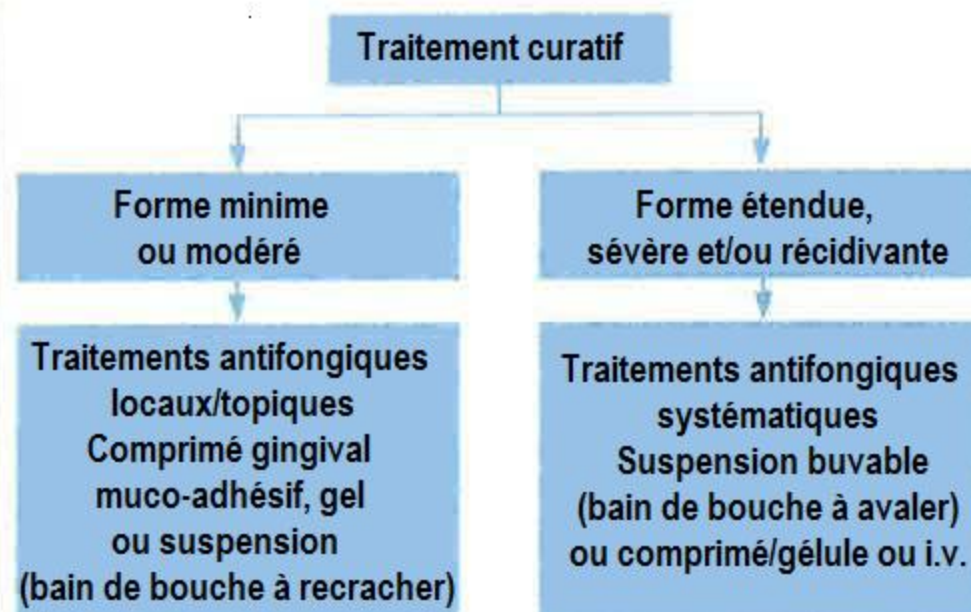 Traitement curatif
Forme minime
ou modéré
Forme étendue,
sévère et/ou récidivante
Traitements antifongiques
locaux/topiques
Comprimé gingival
muco-adhésif, gel
ou suspension
(bain de bouche à recracher)
Traitements antifongiques
systématiques
Suspension buvable
(bain de bouche à avaler)
ou comprimé/gélule ou i.v.